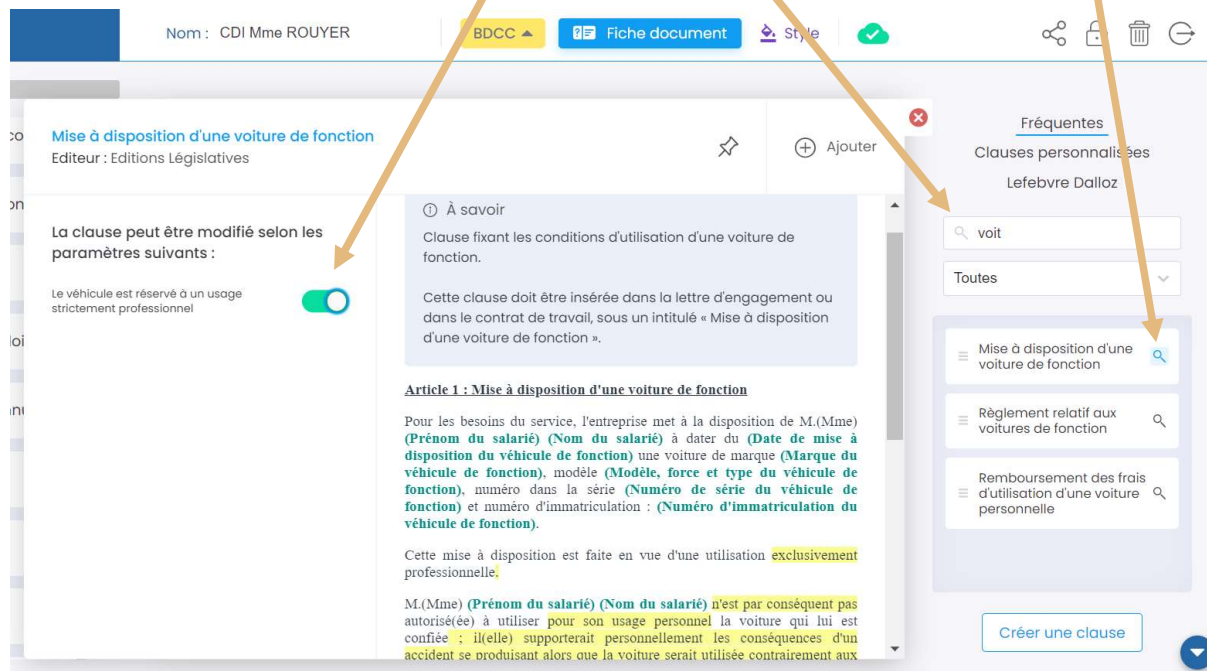 Nom : CDI Mme ROUYER
BDCC
Fiche document
Style
Mise à disposition d'une voiture de fonction
Editeur : Editions Législatives
Ajouter
La clause peut être modifié selon les
paramètres suivants :
Le véhicule est réservé à un usage
strictement professionnel
À savoir
Clause fixant les conditions d'utilisation d'une voiture de
fonction.
Cette clause doit être insérée dans la lettre d'engagement ou
dans le contrat de travail, sous un intitulé « Mise à disposition
d'une voiture de fonction ».
Article 1 : Mise à disposition d'une voiture de fonction
Pour les besoins du service, l'entreprise met à la disposition de M.(Mme)
(Prénom du salarié) (Nom du salarié) à dater du (Date de mise à
disposition du véhicule de fonction) une voiture de marque (Marque du
véhicule de fonction), modèle (Modèle, force et type du véhicule de
fonction), numéro dans la série (Numéro de série du véhicule de
fonction) et numéro d'immatriculation : (Numéro d'immatriculation du
véhicule de fonction).
Cette mise à disposition est faite en vue d'une utilisation exclusivement
professionnelle.
M.(Mme) (Prénom du salarié) (Nom du salarié) n'est par conséquent pas
autorisé(ée) à utiliser pour son usage personnel la voiture qui lui est
confiée ; il(elle) supporterait personnellement les conséquences d'un
accident se produisant alors que la voiture serait utilisée contrairement aux
Fréquentes
Clauses personnalisées
Lefebvre Dalloz
voit
Toutes
Mise à disposition d'une
voiture de fonction
Règlement relatif aux
voitures de fonction
Remboursement des frais
d'utilisation d'une voiture
personnelle
Créer une clause